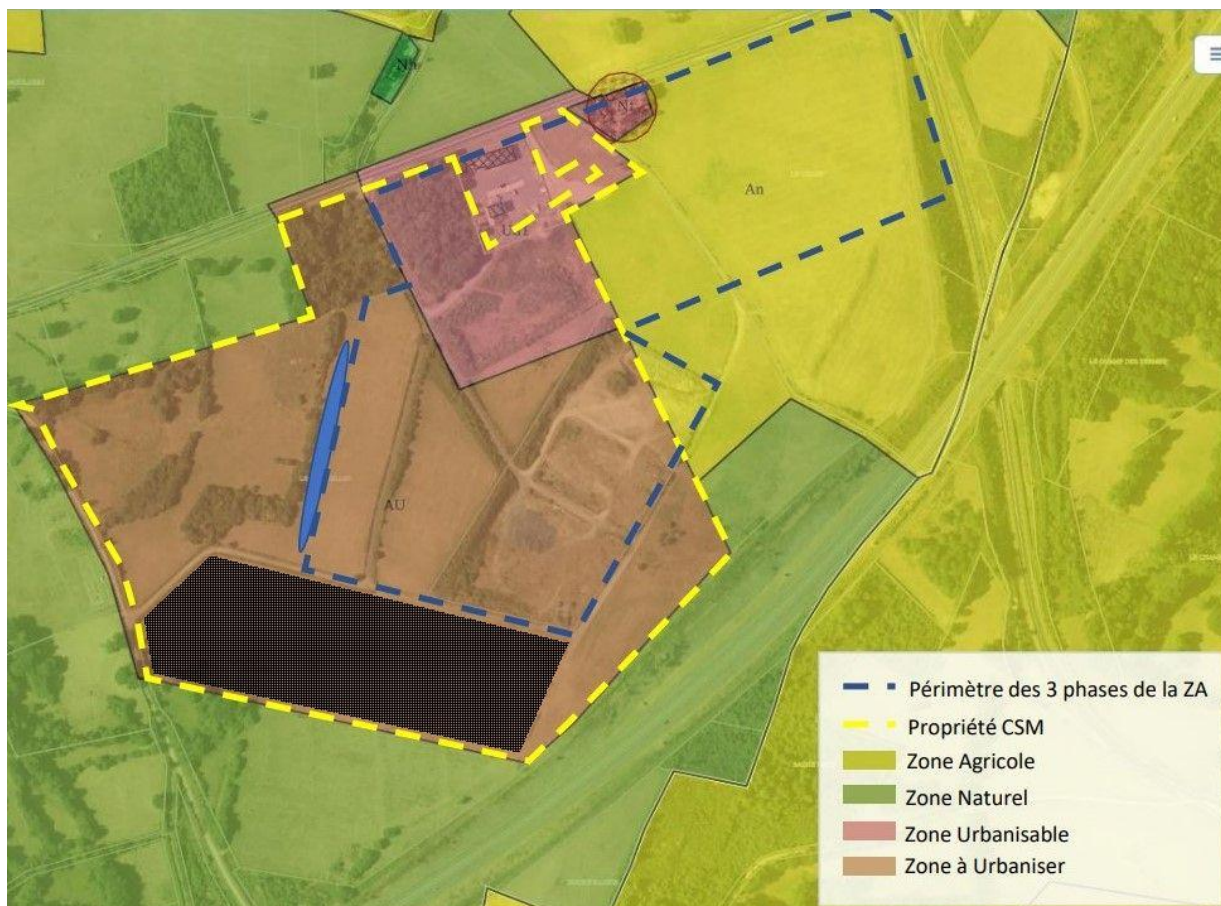 An
AU
Périmètre des 3 phases de la ZA
Propriété CSM
Zone Agricole
Zone Naturel
Zone Urbanisable
Zone à Urbaniser